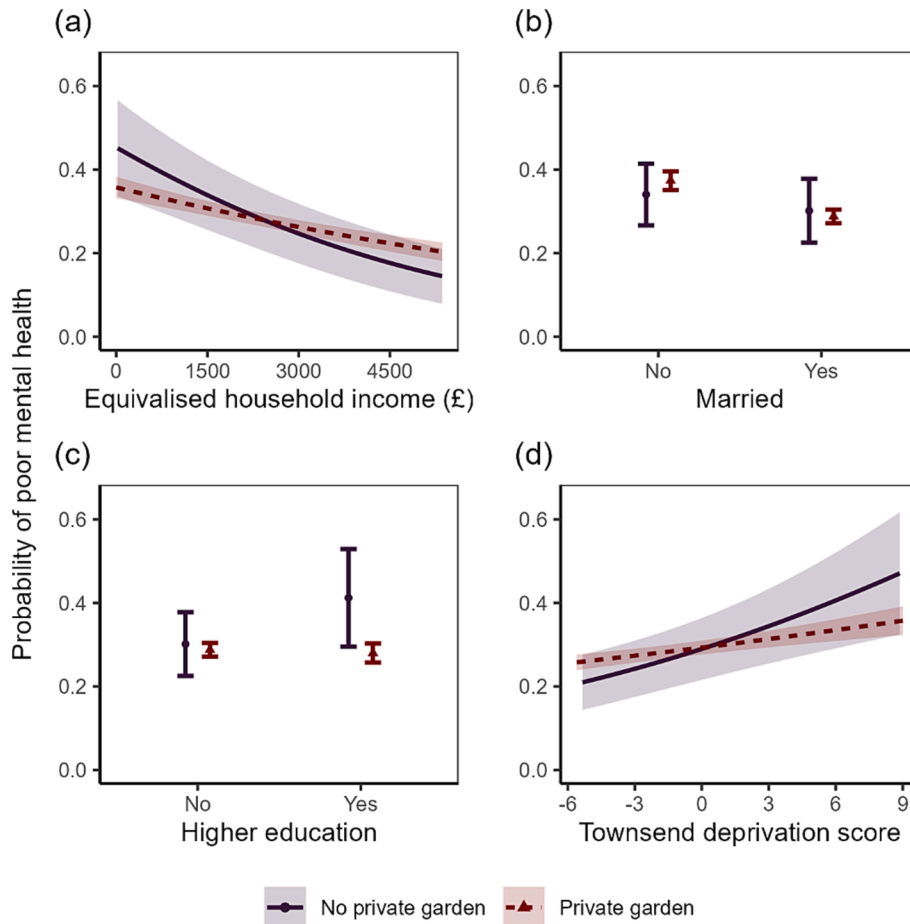 (a)
(b)
0.6
0.4
0.2
0.0
0 1500 3000 4500
Equivalised household income (£)
0.6
0.4
0.2
0.0
No Yes
Married
Probability of poor mental health
(c)
(d)
0.6
0.4
0.2
0.0
No Yes
Higher education
0.6
0.4
0.2
0.0
-6 -3 0 3 6 9
Townsend deprivation score
No private garden Private garden